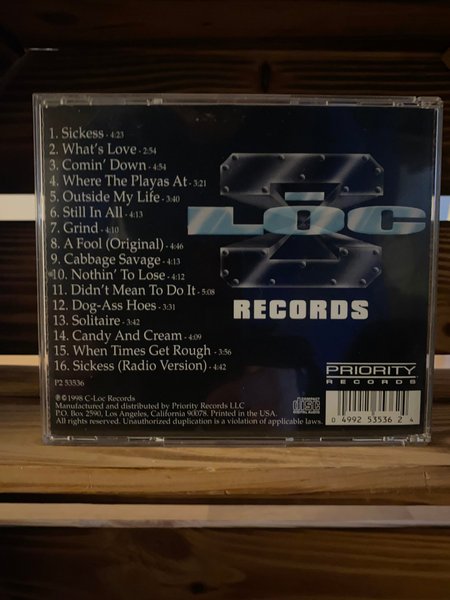 1. Sickess - 4:23
2. What's Love - 2:54
3. Comin' Down - 4:54
4. Where The Playas At - 3:21
5. Outside My Life - 3:40
6. Still In All - 4:13
7. Grind - 4:10
8. A Fool (Original) - 4:46
9. Cabbage Savage - 4:13
10. Nothin' To Lose - 4:12
11. Didn't Mean To Do It - 5:08
12. Dog-Ass Hoes - 3:31
13. Solitaire - 3:42
14. Candy And Cream - 4:09
15. When Times Get Rough - 3:56
16. Sickess (Radio Version) - 4:42
P2 53536
LŌC
RECORDS
PRIORITY
RECORDS
℗ © 1998 C-Loc Records
Manufactured and distributed by Priority Records LLC
P.O. Box 2590, Los Angeles, California 90078. Printed in the USA.
All rights reserved. Unauthorized duplication is a violation of applicable laws.
COMPACT
disc
DIGITAL AUDIO
0 4992 53536 2 4